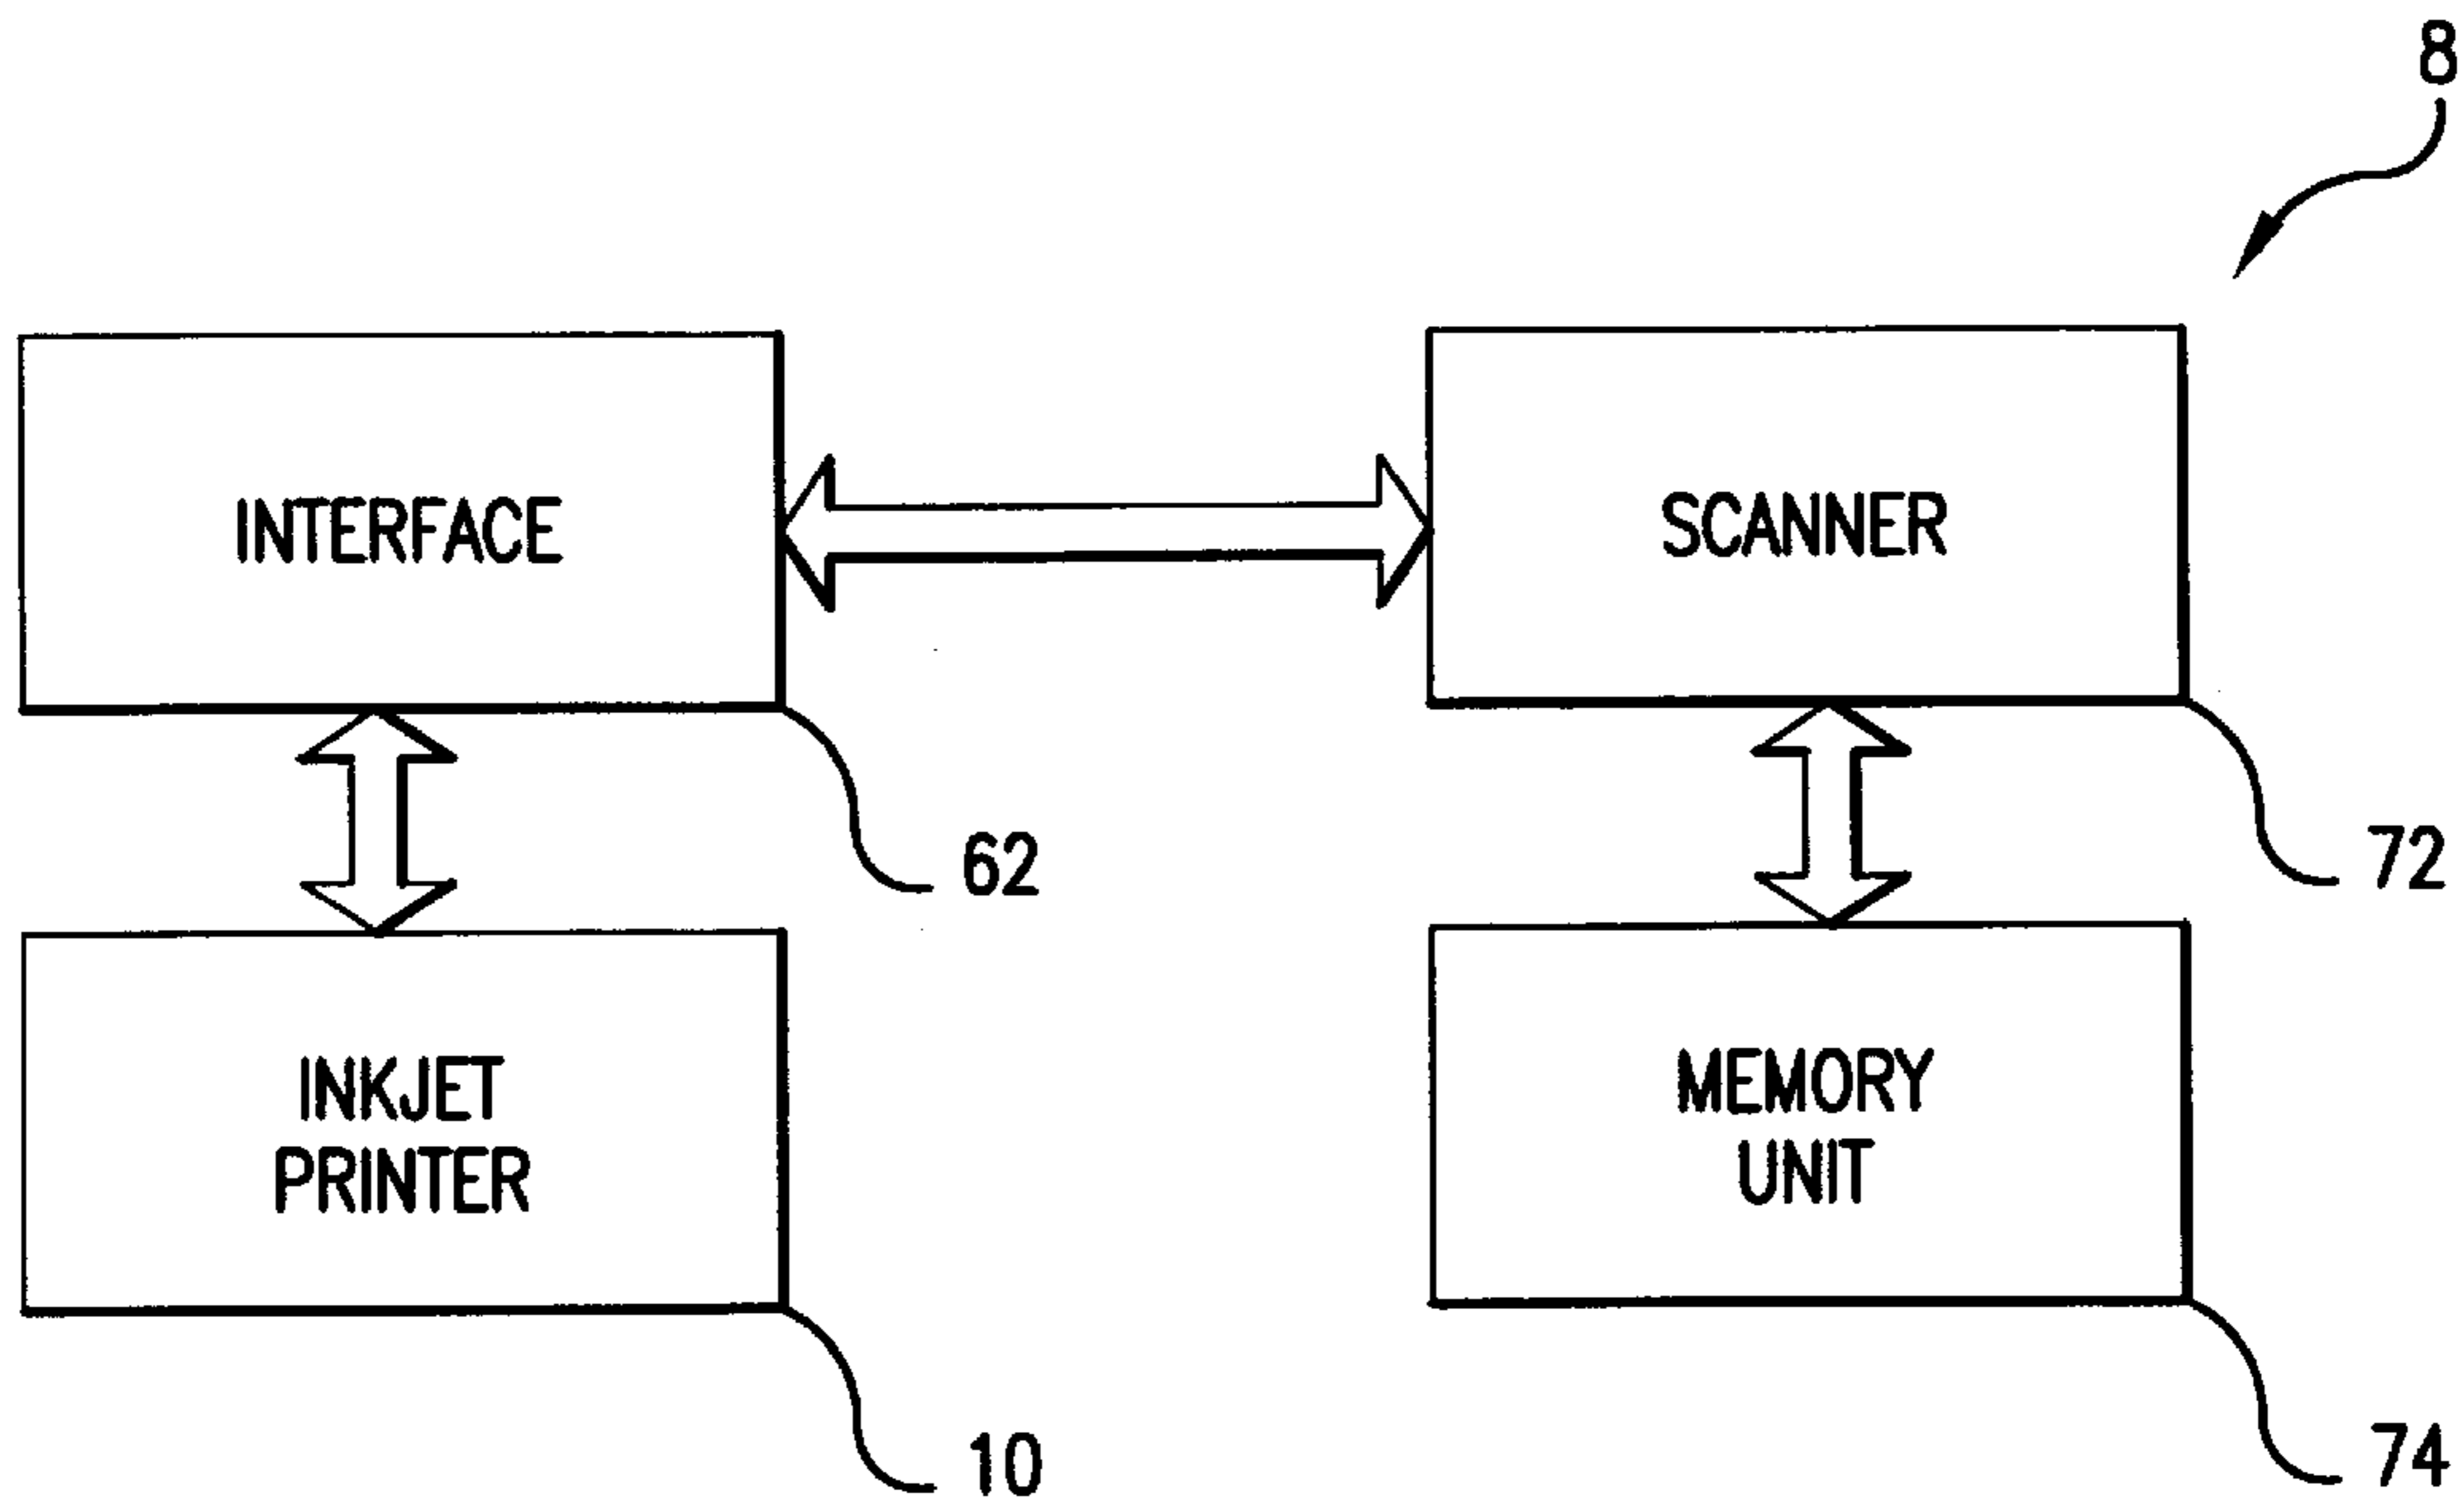 8
INTERFACE
SCANNER
62
72
INKJET
PRINTER
MEMORY
UNIT
10
74